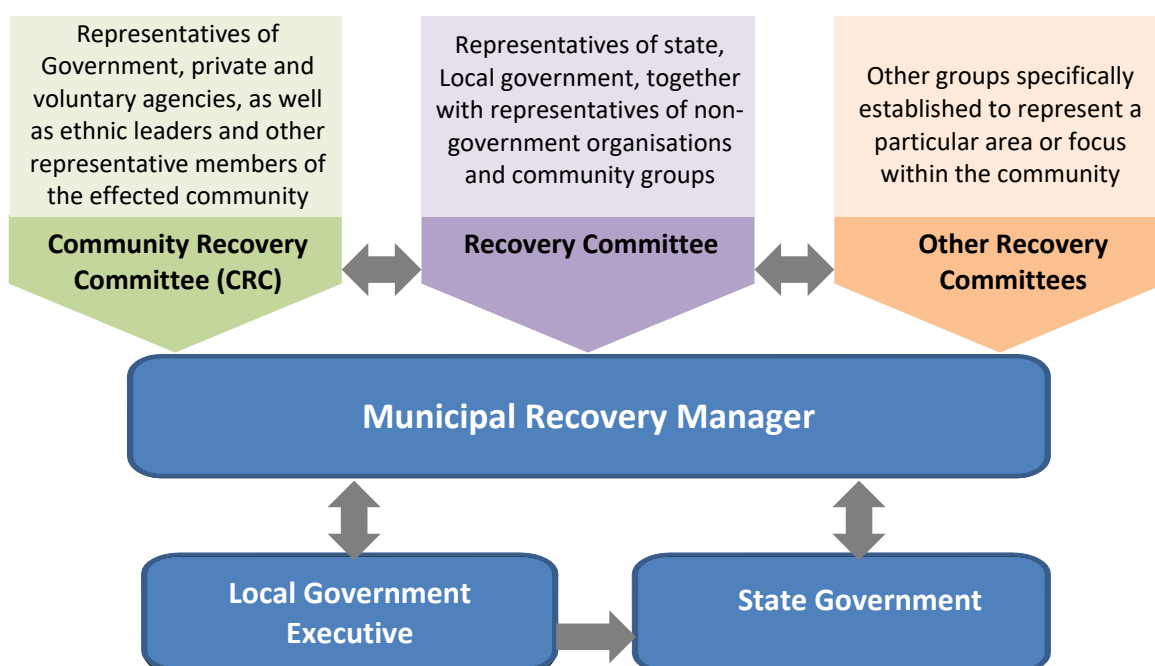 Representatives of
Government, private and
voluntary agencies, as well
as ethnic leaders and other
representative members of
the effected community
Community Recovery
Committee (CRC)
Representatives of state,
Local government, together
with representatives of non-
government organisations
and community groups
Recovery Committee
Other groups specifically
established to represent a
particular area or focus
within the community
Other Recovery
Committees
Municipal Recovery Manager
Local Government
Executive
State Government